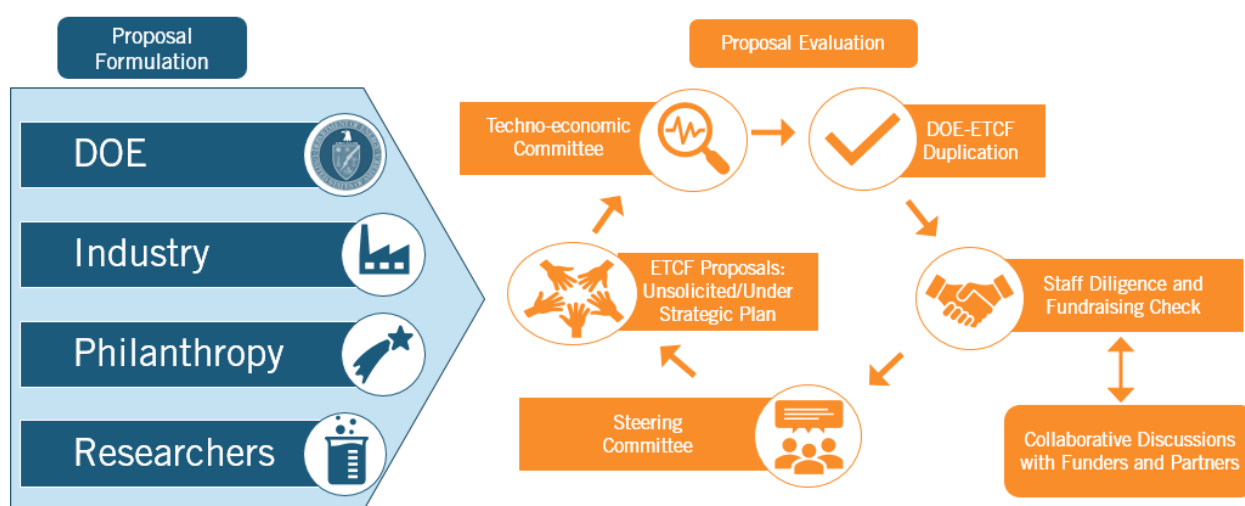 Proposal
Formulation
DOE
Industry
Philanthropy
Researchers
Proposal Evaluation
Techno-economic
Committee
DOE-ETCF
Duplication
ETCF Proposals:
Unsolicited/Under
Strategic Plan
Staff Diligence and
Fundraising Check
Steering
Committee
Collaborative Discussions
with Funders and Partners